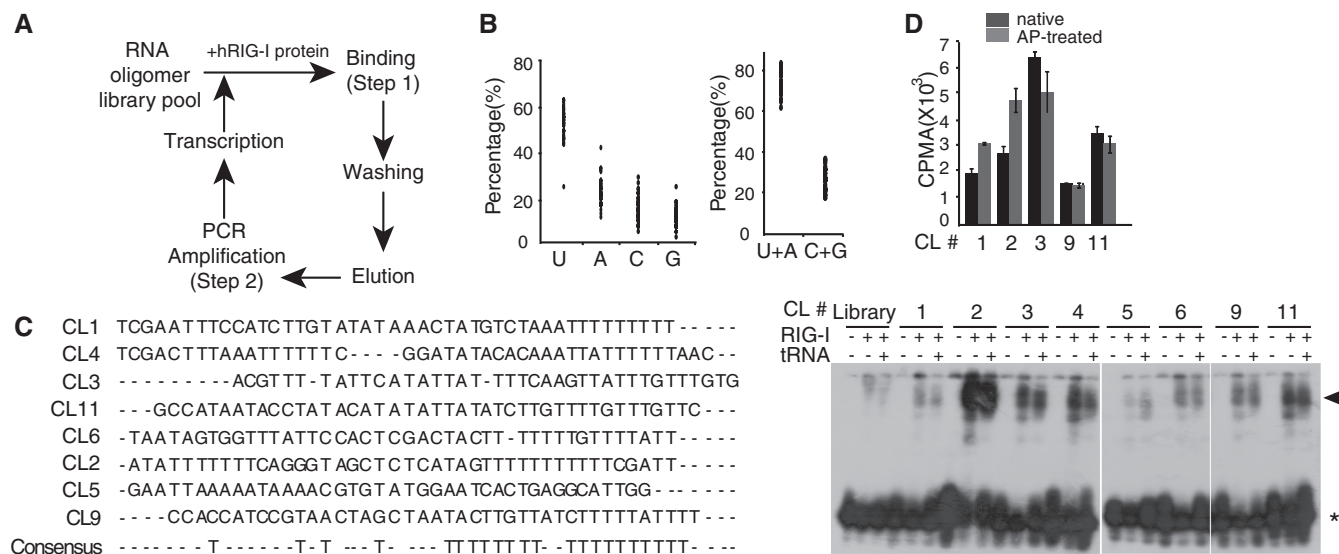 A
RNA
oligomer
library pool
+hRIG-I protein
Binding
(Step 1)
Washing
Elution
PCR
Amplification
(Step 2)
Transcription
B
Percentage(%)
80
60
40
20
0
U A C G
Percentage(%)
80
60
40
20
0
U+A C+G
D
native
AP-treated
CPMA(X10³)
7
6
5
4
3
2
1
0
CL # 1 2 3 9 11
C
CL1 TCGAATTTCCATCTTGTATATAAACTATGTCTAAATTTTTTTTT-----
CL4 TCGACTTTAAATTTTTTC----GGATATACACAAATTATTTTTTAAC--
CL3 ---------ACGTTT-TATTCATATTAT-TTTCAAGTTATTTGTTTGTG
CL11 ---GCCATAATACCTATACATATATTATATCTTGTTTTGTTTGTTC---
CL6 -TAATAGTGGTTTATTCCACTCGACTACTT-TTTTTGTTTTATT-----
CL2 -ATATTTTTTTCAGGGTAGCTCTCATAGTTTTTTTTTTTCGATT-----
CL5 -GAATTAAAAATAAAACGTGTATGGAATCACTGAGGCATTGG-------
CL9 ----CCACCATCCGTAACTAGCTAATACTTGTTATCTTTTTATTTT---
Consensus ------T-----T-T--- --T----TTTTTTTT--TTTTTTTTTT----
CL # Library 1 2 3 4 5 6 9 11
RIG-I - + + - + + - + + - + + - + + - + + - + + - + + - + +
tRNA - - + - - + - - + - - + - - + - - + - - + - - + - - +
*